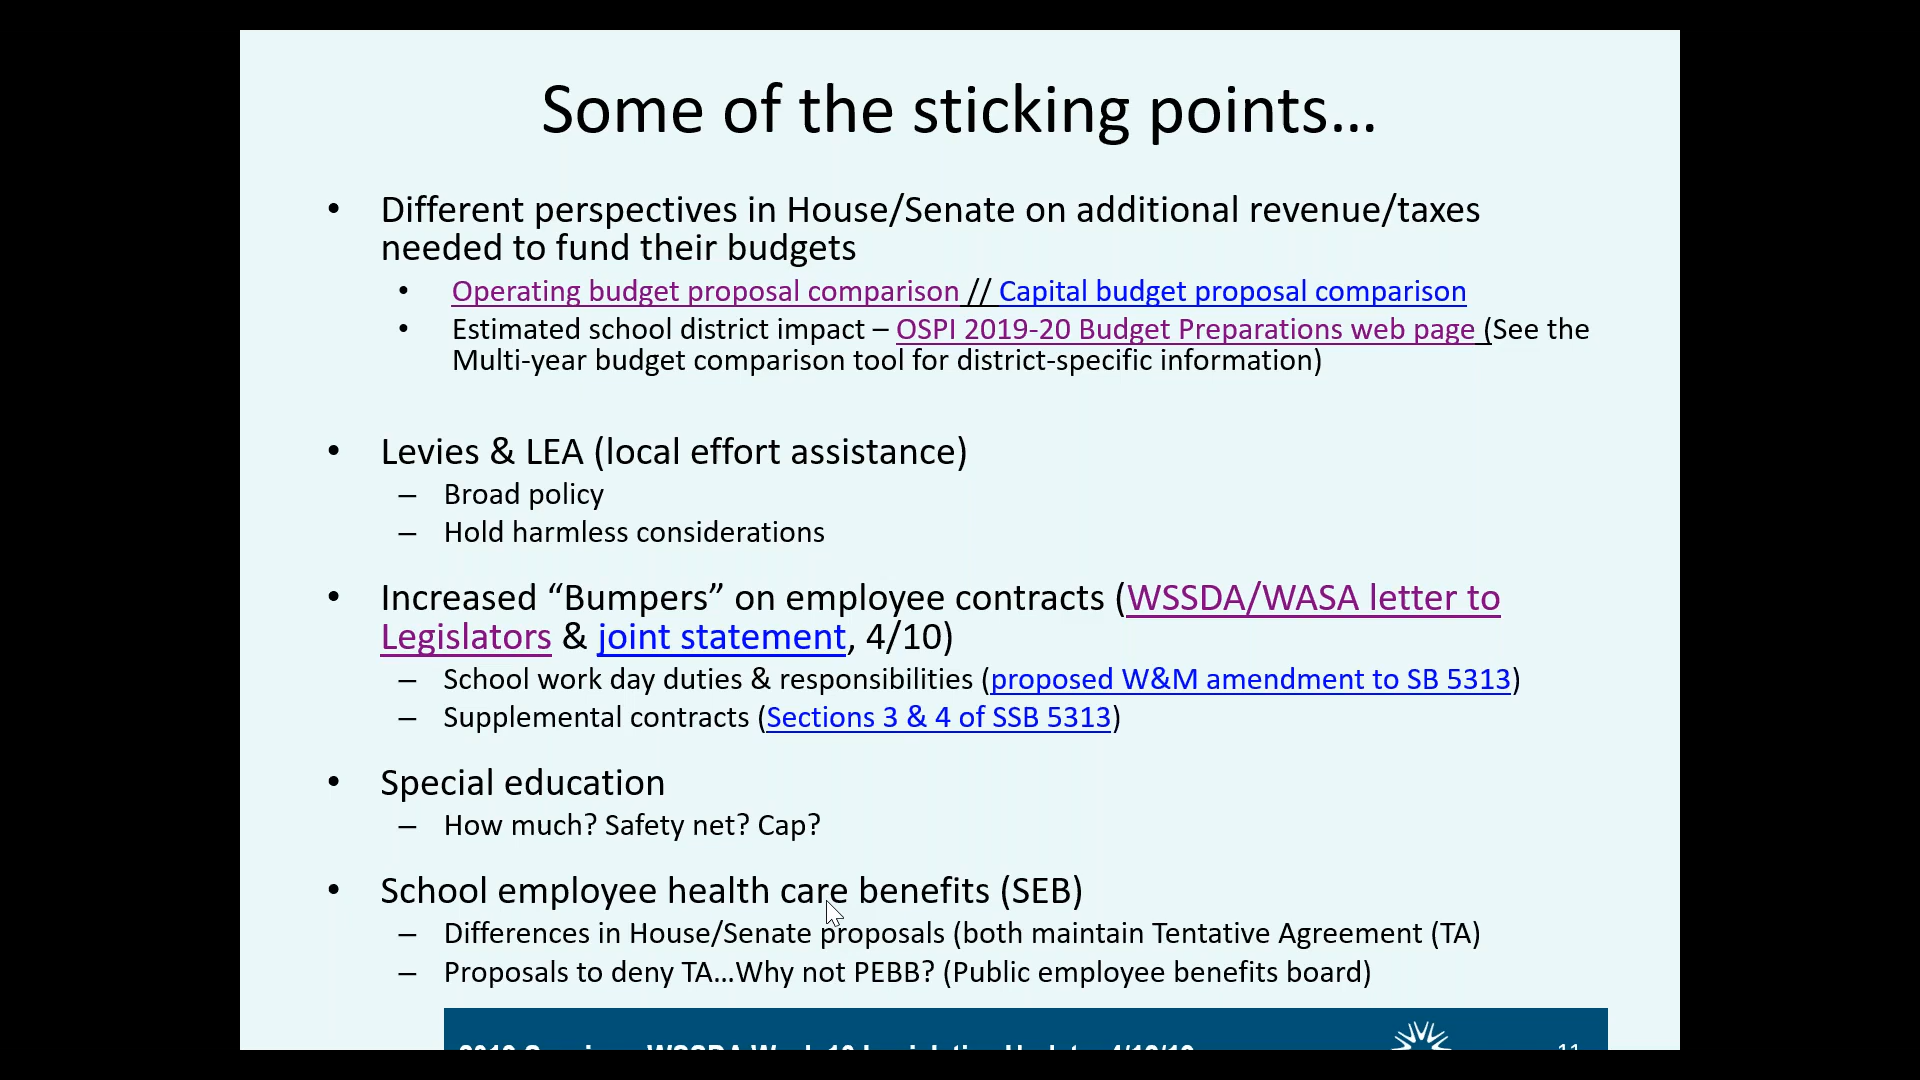 Some of the sticking points...
• Different perspectives in House/Senate on additional revenue/taxes
needed to fund their budgets
• Operating budget proposal comparison // Capital budget proposal comparison
• Estimated school district impact – OSPI 2019-20 Budget Preparations web page (See the
Multi-year budget comparison tool for district-specific information)
• Levies & LEA (local effort assistance)
– Broad policy
– Hold harmless considerations
• Increased “Bumpers” on employee contracts (WSSDA/WASA letter to
Legislators & joint statement, 4/10)
– School work day duties & responsibilities (proposed W&M amendment to SB 5313)
– Supplemental contracts (Sections 3 & 4 of SSB 5313)
• Special education
– How much? Safety net? Cap?
• School employee health care benefits (SEB)
– Differences in House/Senate proposals (both maintain Tentative Agreement (TA)
– Proposals to deny TA...Why not PEBB? (Public employee benefits board)
11